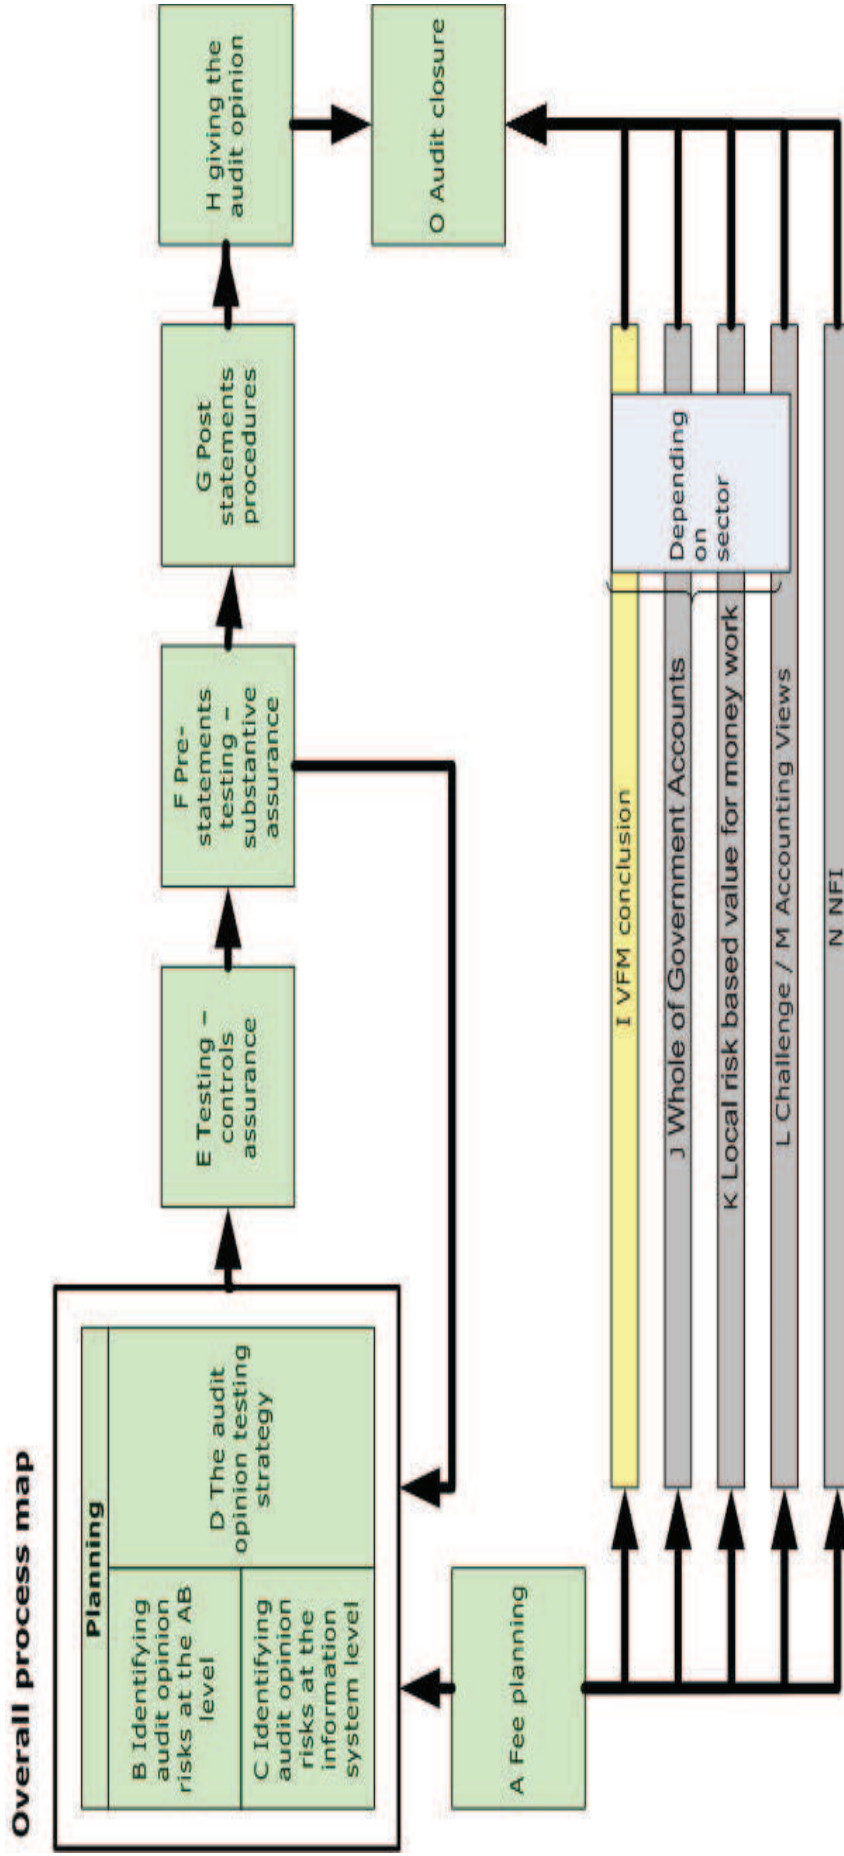 Overall process map
Planning
B Identifying
audit opinion
risks at the AB
level
C Identifying
audit opinion
risks at the
information
system level
D The audit
opinion testing
strategy
E Testing –
controls
assurance
F Pre-
statements
testing –
substantive
assurance
G Post
statements
procedures
H giving the
audit opinion
A Fee planning
O Audit closure
I VFM conclusion
J Whole of Government Accounts
K Local risk based value for money work
L Challenge / M Accounting Views
N NFI
Depending
on
sector